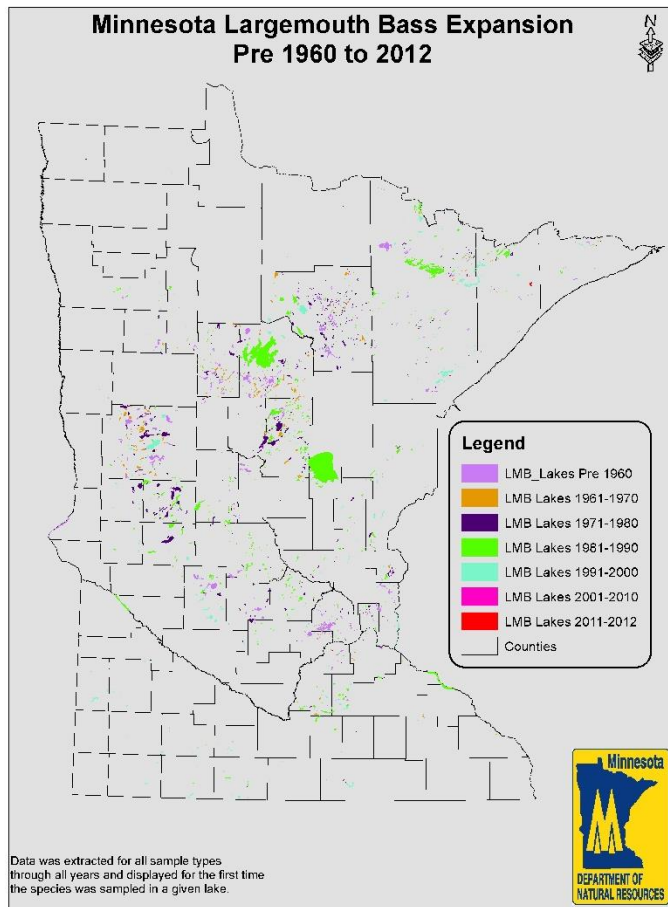 Minnesota Largemouth Bass Expansion
Pre 1960 to 2012
N
Legend
LMB_Lakes Pre 1960
LMB Lakes 1961-1970
LMB Lakes 1971-1980
LMB Lakes 1981-1990
LMB Lakes 1991-2000
LMB Lakes 2001-2010
LMB Lakes 2011-2012
Counties
Data was extracted for all sample types
through all years and displayed for the first time
the species was sampled in a given lake.
Minnesota
DEPARTMENT OF
NATURAL RESOURCES